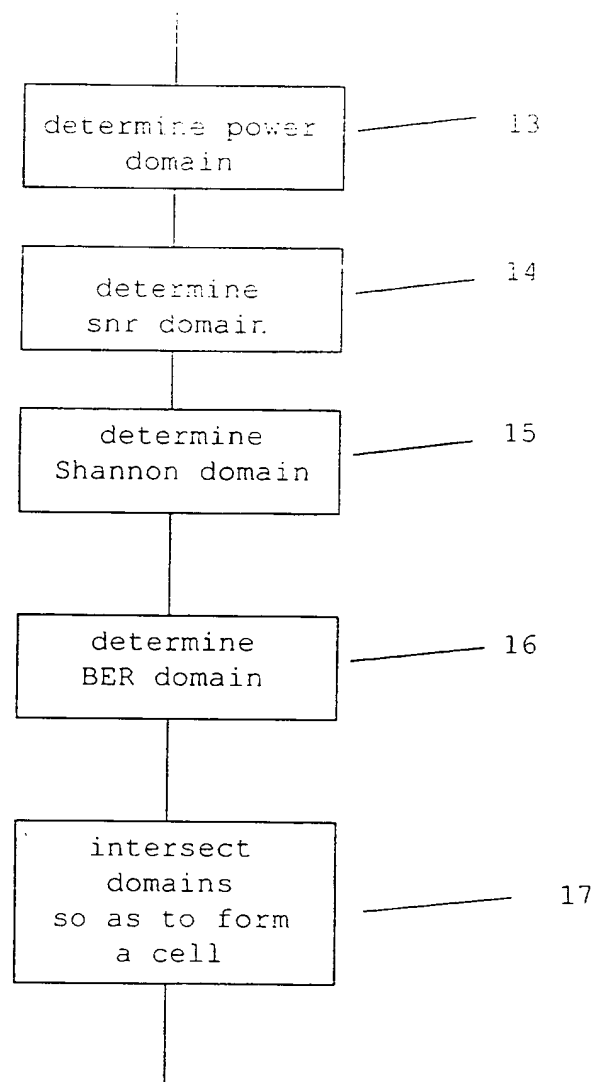 determine power
domain
13
determine
snr domain
14
determine
Shannon domain
15
determine
BER domain
16
intersect
domains
so as to form
a cell
17